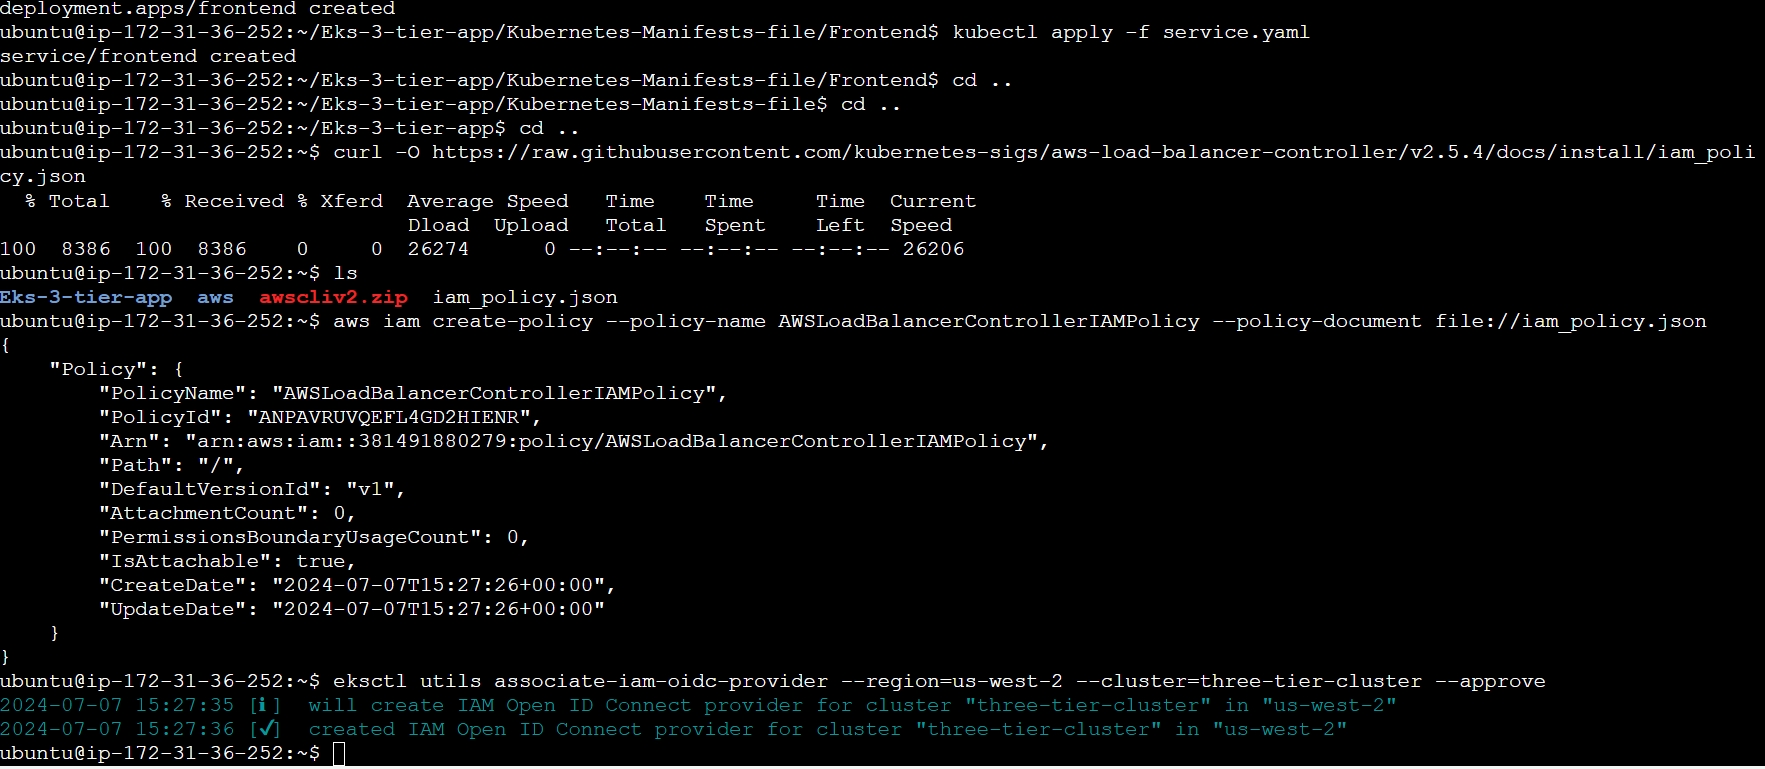 deployment.apps/frontend created
ubuntu@ip-172-31-36-252:~/Eks-3-tier-app/Kubernetes-Manifests-file/Frontend$ kubectl apply -f service.yaml
service/frontend created
ubuntu@ip-172-31-36-252:~/Eks-3-tier-app/Kubernetes-Manifests-file/Frontend$ cd ..
ubuntu@ip-172-31-36-252:~/Eks-3-tier-app/Kubernetes-Manifests-file$ cd ..
ubuntu@ip-172-31-36-252:~/Eks-3-tier-app$ cd ..
ubuntu@ip-172-31-36-252:~$ curl -O https://raw.githubusercontent.com/kubernetes-sigs/aws-load-balancer-controller/v2.5.4/docs/install/iam_poli
cy.json
  % Total    % Received % Xferd  Average Speed   Time    Time     Time  Current
                                 Dload  Upload   Total   Spent    Left  Speed
100  8386  100  8386    0     0  26274      0 --:--:-- --:--:-- --:--:-- 26206
ubuntu@ip-172-31-36-252:~$ ls
Eks-3-tier-app  aws  awscliv2.zip  iam_policy.json
ubuntu@ip-172-31-36-252:~$ aws iam create-policy --policy-name AWSLoadBalancerControllerIAMPolicy --policy-document file://iam_policy.json
{
    "Policy": {
        "PolicyName": "AWSLoadBalancerControllerIAMPolicy",
        "PolicyId": "ANPAVRUVQEFL4GD2HIENR",
        "Arn": "arn:aws:iam::381491880279:policy/AWSLoadBalancerControllerIAMPolicy",
        "Path": "/",
        "DefaultVersionId": "v1",
        "AttachmentCount": 0,
        "PermissionsBoundaryUsageCount": 0,
        "IsAttachable": true,
        "CreateDate": "2024-07-07T15:27:26+00:00",
        "UpdateDate": "2024-07-07T15:27:26+00:00"
    }
}
ubuntu@ip-172-31-36-252:~$ eksctl utils associate-iam-oidc-provider --region=us-west-2 --cluster=three-tier-cluster --approve
2024-07-07 15:27:35 [ℹ]  will create IAM Open ID Connect provider for cluster "three-tier-cluster" in "us-west-2"
2024-07-07 15:27:36 [✔]  created IAM Open ID Connect provider for cluster "three-tier-cluster" in "us-west-2"
ubuntu@ip-172-31-36-252:~$